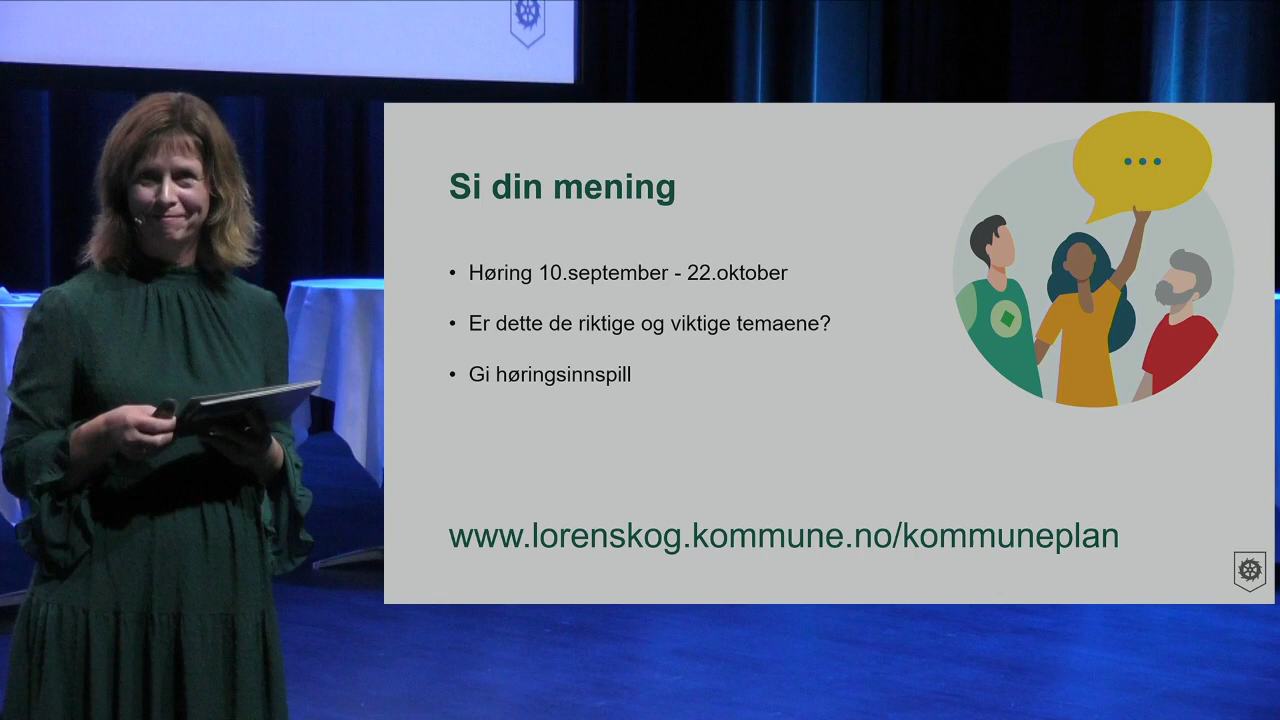 Si din mening
• Høring 10.september - 22.oktober
• Er dette de riktige og viktige temaene?
• Gi høringsinnspill
www.lorenskog.kommune.no/kommuneplan